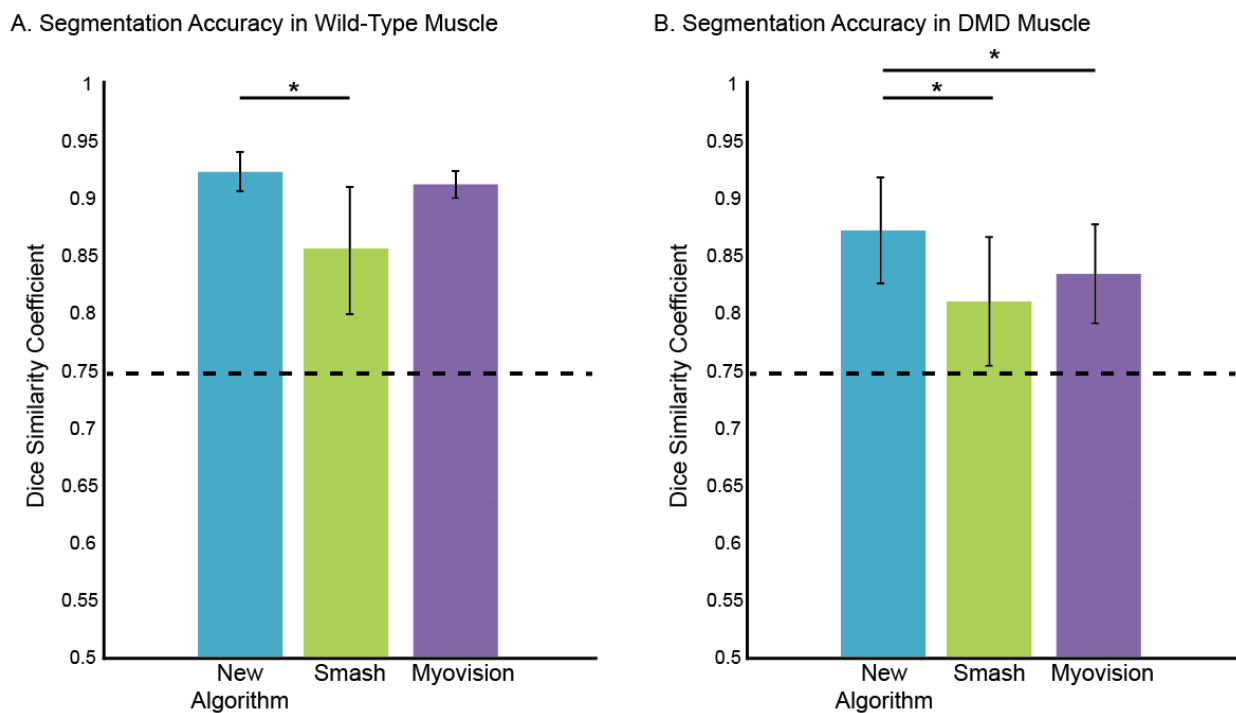 A. Segmentation Accuracy in Wild-Type Muscle
*
1
0.95
0.9
0.85
0.8
0.75
0.7
0.65
0.6
0.55
0.5
Dice Similarity Coefficient
New Algorithm
Smash
Myovision
B. Segmentation Accuracy in DMD Muscle
*
*
1
0.95
0.9
0.85
0.8
0.75
0.7
0.65
0.6
0.55
0.5
Dice Similarity Coefficient
New
Algorithm
Smash
Myovision